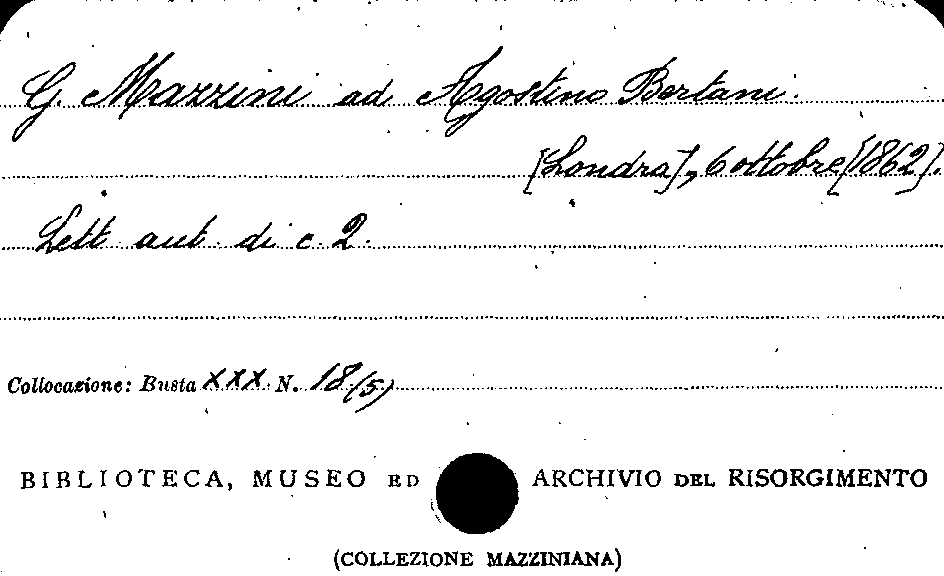 G. Mazzini ad Agostino Bertani.
[Londra], 6 ottobre [1862].
Lett. aut. di c. 2.
Collocazione: Busta XXX N. 18/5)
BIBLIOTECA, MUSEO ED ARCHIVIO DEL RISORGIMENTO
(COLLEZIONE MAZZINIANA)